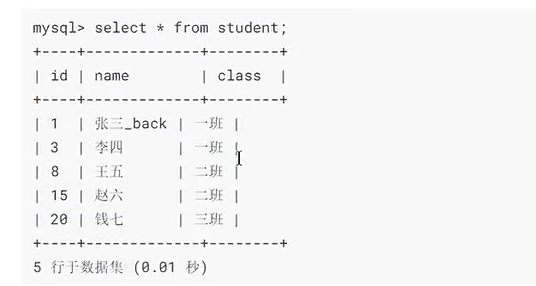 mysql> select * from student;
+----+-------------+--------+
| id | name | class |
+----+-------------+--------+
| 1 | 张三_back | 一班 |
| 3 | 李四 | 一班 |
| 8 | 王五 | 二班 |
| 15 | 赵六 | 二班 |
| 20 | 钱七 | 三班 |
+----+-------------+--------+
5 行于数据集 (0.01 秒)